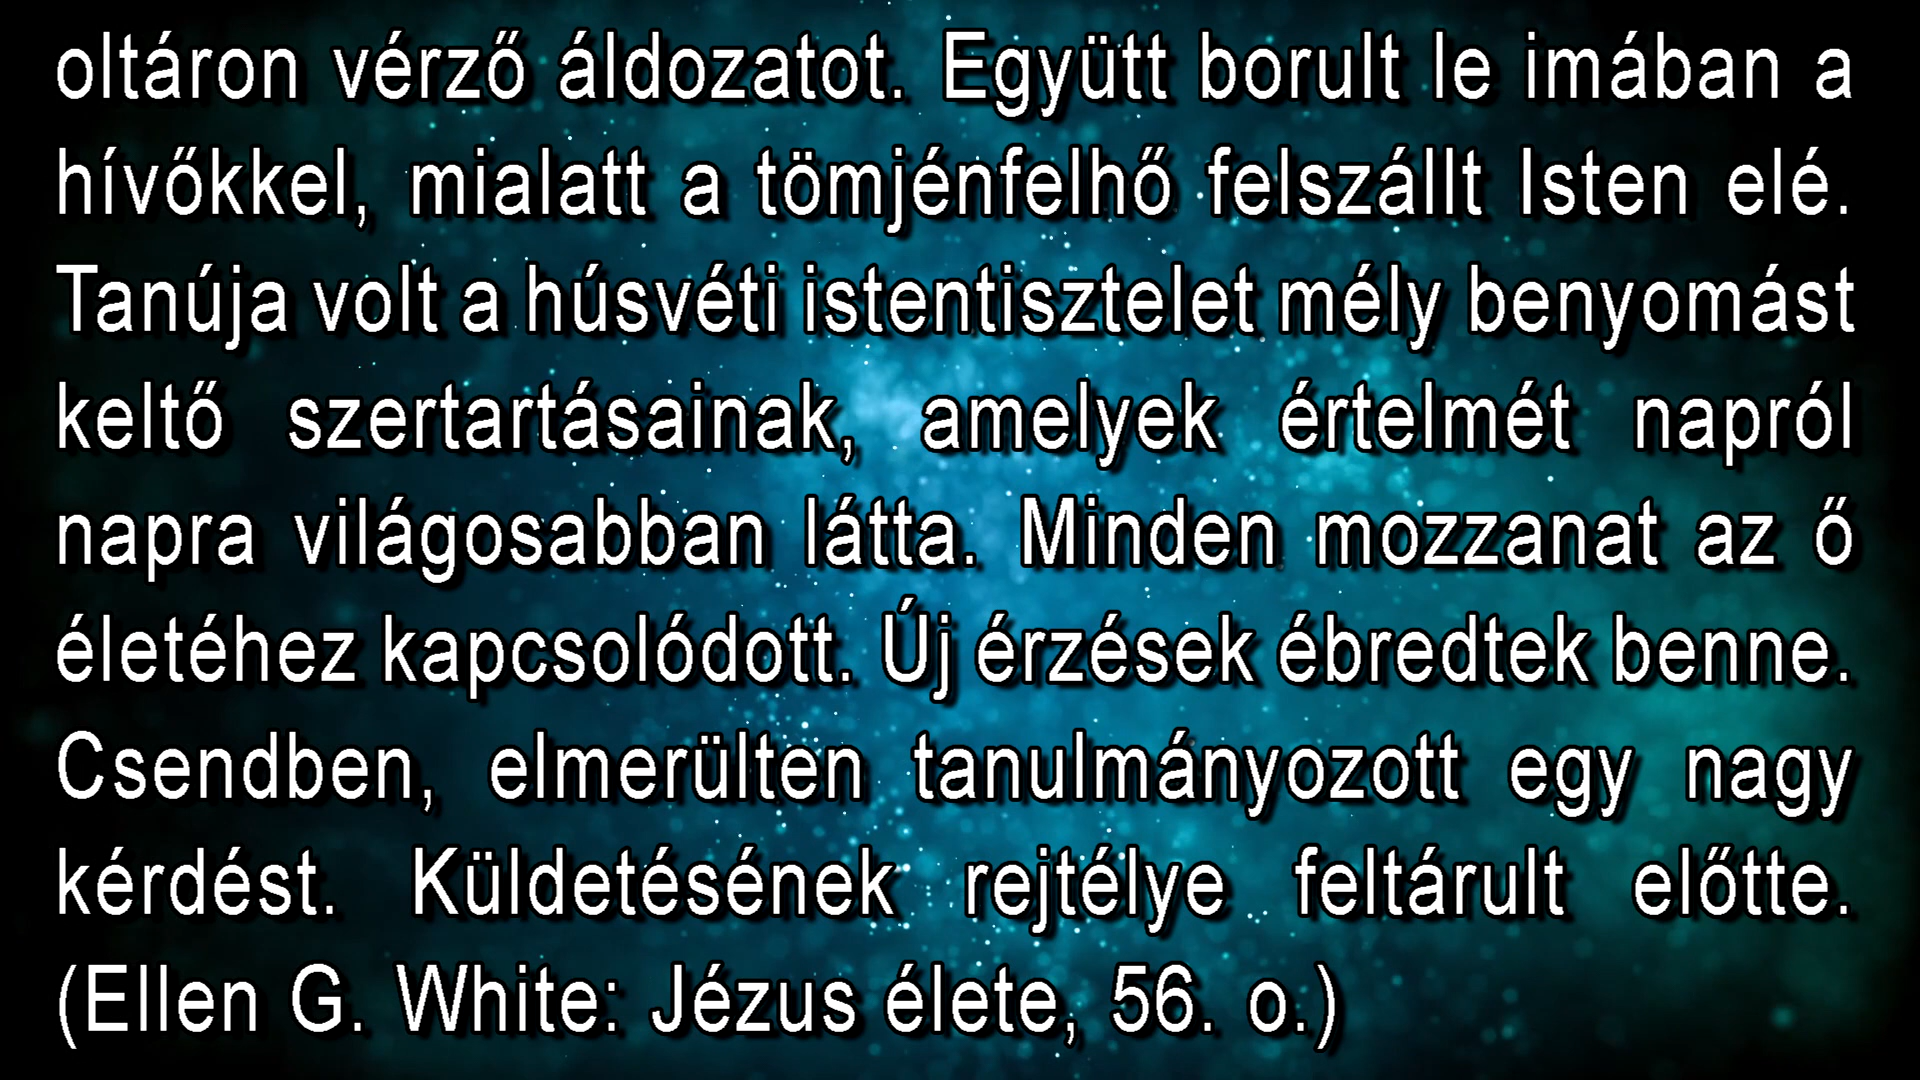 oltáron vérző áldozatot. Együtt borult le imában a
hívőkkel, mialatt a tömjénfelhő felszállt Isten elé.
Tanúja volt a húsvéti istentisztelet mély benyomást
keltő szertartásainak, amelyek értelmét napról
napra világosabban látta. Minden mozzanat az ő
életéhez kapcsolódott. Új érzések ébredtek benne.
Csendben, elmerülten tanulmányozott egy nagy
kérdést. Küldetésének rejtélye feltárult előtte.
(Ellen G. White: Jézus élete, 56. o.)